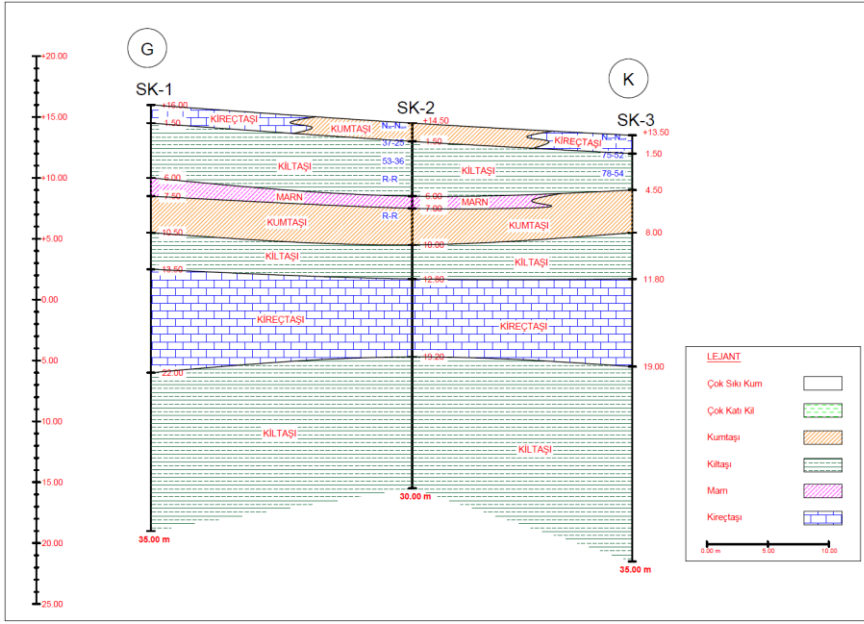 G
K
SK-1
SK-2
SK-3
+20.00
+15.00
+10.00
+5.00
0.00
-5.00
-10.00
-15.00
-20.00
-25.00
+16.00
1.50
6.00
7.50
10.50
13.50
22.00
35.00 m
+14.50
1.50
6.00
7.00
10.00
19.20
30.00 m
+13.50
1.50
4.50
8.00
19.00
35.00 m
37-25
53-36
R-R
R-R
75-52
78-54
KİREÇTAŞI
KUMTAŞI
KİREÇTAŞI
KİLTAŞI
KİLTAŞI
MARN
MARN
KUMTAŞI
KUMTAŞI
KİLTAŞI
KİLTAŞI
KİREÇTAŞI
KİREÇTAŞI
KİLTAŞI
KİLTAŞI
LEJANT
Çok Sıkı Kum
Çok Katı Kil
Kumtaşı
Kiltaşı
Marn
Kireçtaşı
0.00 m 5.00 10.00